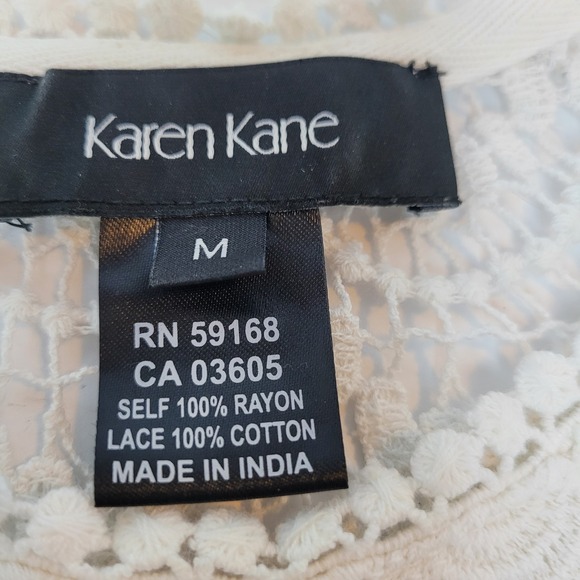 Karen Kane
M
RN 59168
CA 03605
SELF 100% RAYON
LACE 100% COTTON
MADE IN INDIA